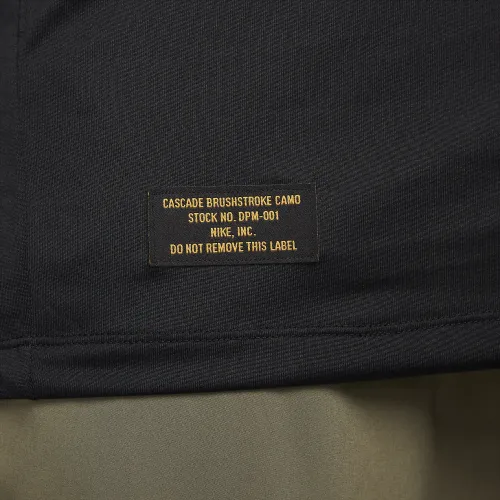 CASCADE BRUSHSTROKE CAMO
STOCK NO. DPM-001
NIKE, INC.
DO NOT REMOVE THIS LABEL